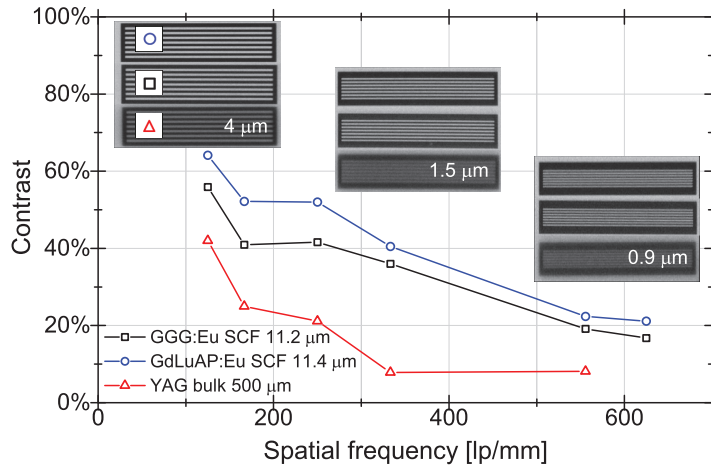 100%
80%
60%
40%
20%
0%
Contrast
4 μm
1.5 μm
0.9 μm
GGG:Eu SCF 11.2 μm
GdLuAP:Eu SCF 11.4 μm
YAG bulk 500 μm
0
200
400
600
Spatial frequency [lp/mm]